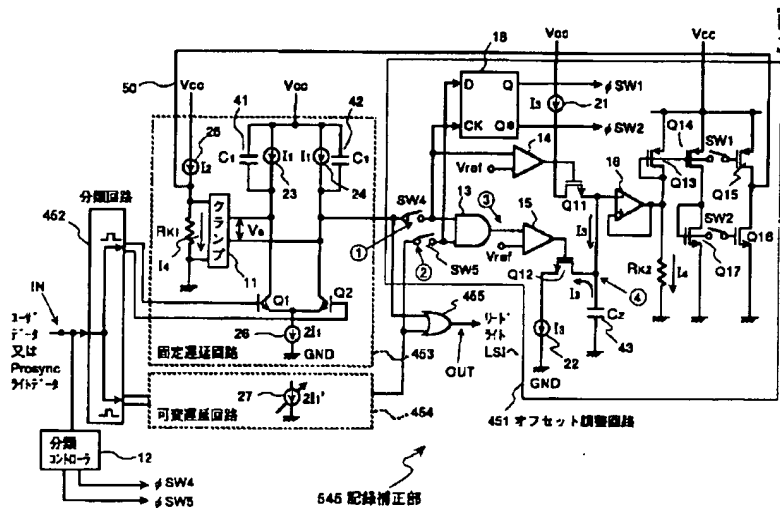 Vcc
Vcc
18
50
Vcc
Vcc
41
42
D
Q
φSW1
I3
21
CK
Q*
φSW2
Q14
SW1
25
C1
I1
I1
C1
14
16
Q13
Q15
分類回路
I2
23
24
Vref
SW4
13
③
Q11
452
クランプ
15
I3
SW2
RK1
①
②
Q16
IN
I4
11
SW5
Vref
Q12
I3
④
RK2
I4
Q17
Q1
Q2
455
ユーザ
データ
又は
Prosync
ライトデータ
26
2I1
GND
リード
ライト
LSIへ
I3
22
C2
43
固定遅延回路
453
OUT
GND
27
2I1'
可変遅延回路
454
451 オフセット調整回路
分類
コントローラ
12
φSW4
φSW5
545 記録補正部